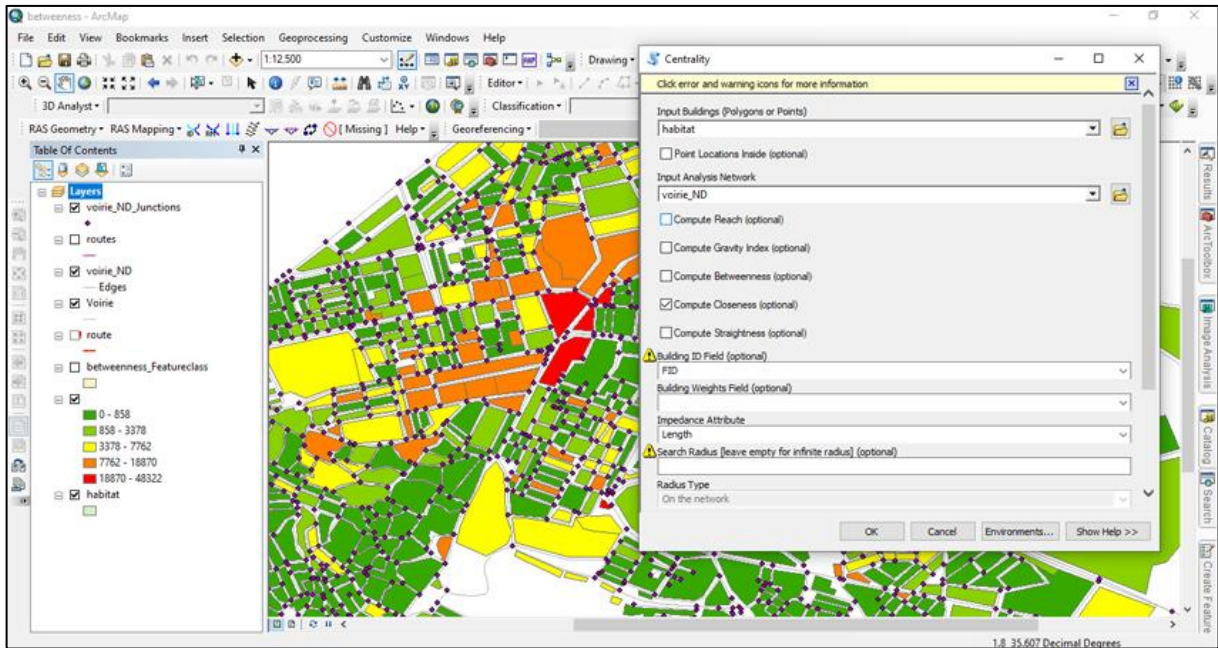 betweeness - ArcMap
File Edit View Bookmarks Insert Selection Geoprocessing Customize Windows Help
1:12.500
Drawing
Editor
3D Analyst
Classification
RAS Geometry
RAS Mapping
[ Missing ] Help
Georeferencing
Table Of Contents
Layers
voirie_ND_Junctions
routes
voirie_ND
Edges
Voirie
route
betweenness_Featureclass
0 - 858
858 - 3378
3378 - 7762
7762 - 18870
18870 - 48322
habitat
Centrality
Click error and warning icons for more information
Input Buildings (Polygons or Points)
habitat
Point Locations Inside (optional)
Input Analysis Network
voirie_ND
Compute Reach (optional)
Compute Gravity Index (optional)
Compute Betweenness (optional)
Compute Closeness (optional)
Compute Straightness (optional)
Building ID Field (optional)
FID
Building Weights Field (optional)
Impedance Attribute
Length
Search Radius [leave empty for infinite radius] (optional)
Radius Type
On the network
OK Cancel Environments... Show Help >>
Results
ArcToolbox
Image Analysis
Catalog
Search
Create Feature
1.8 35.607 Decimal Degrees